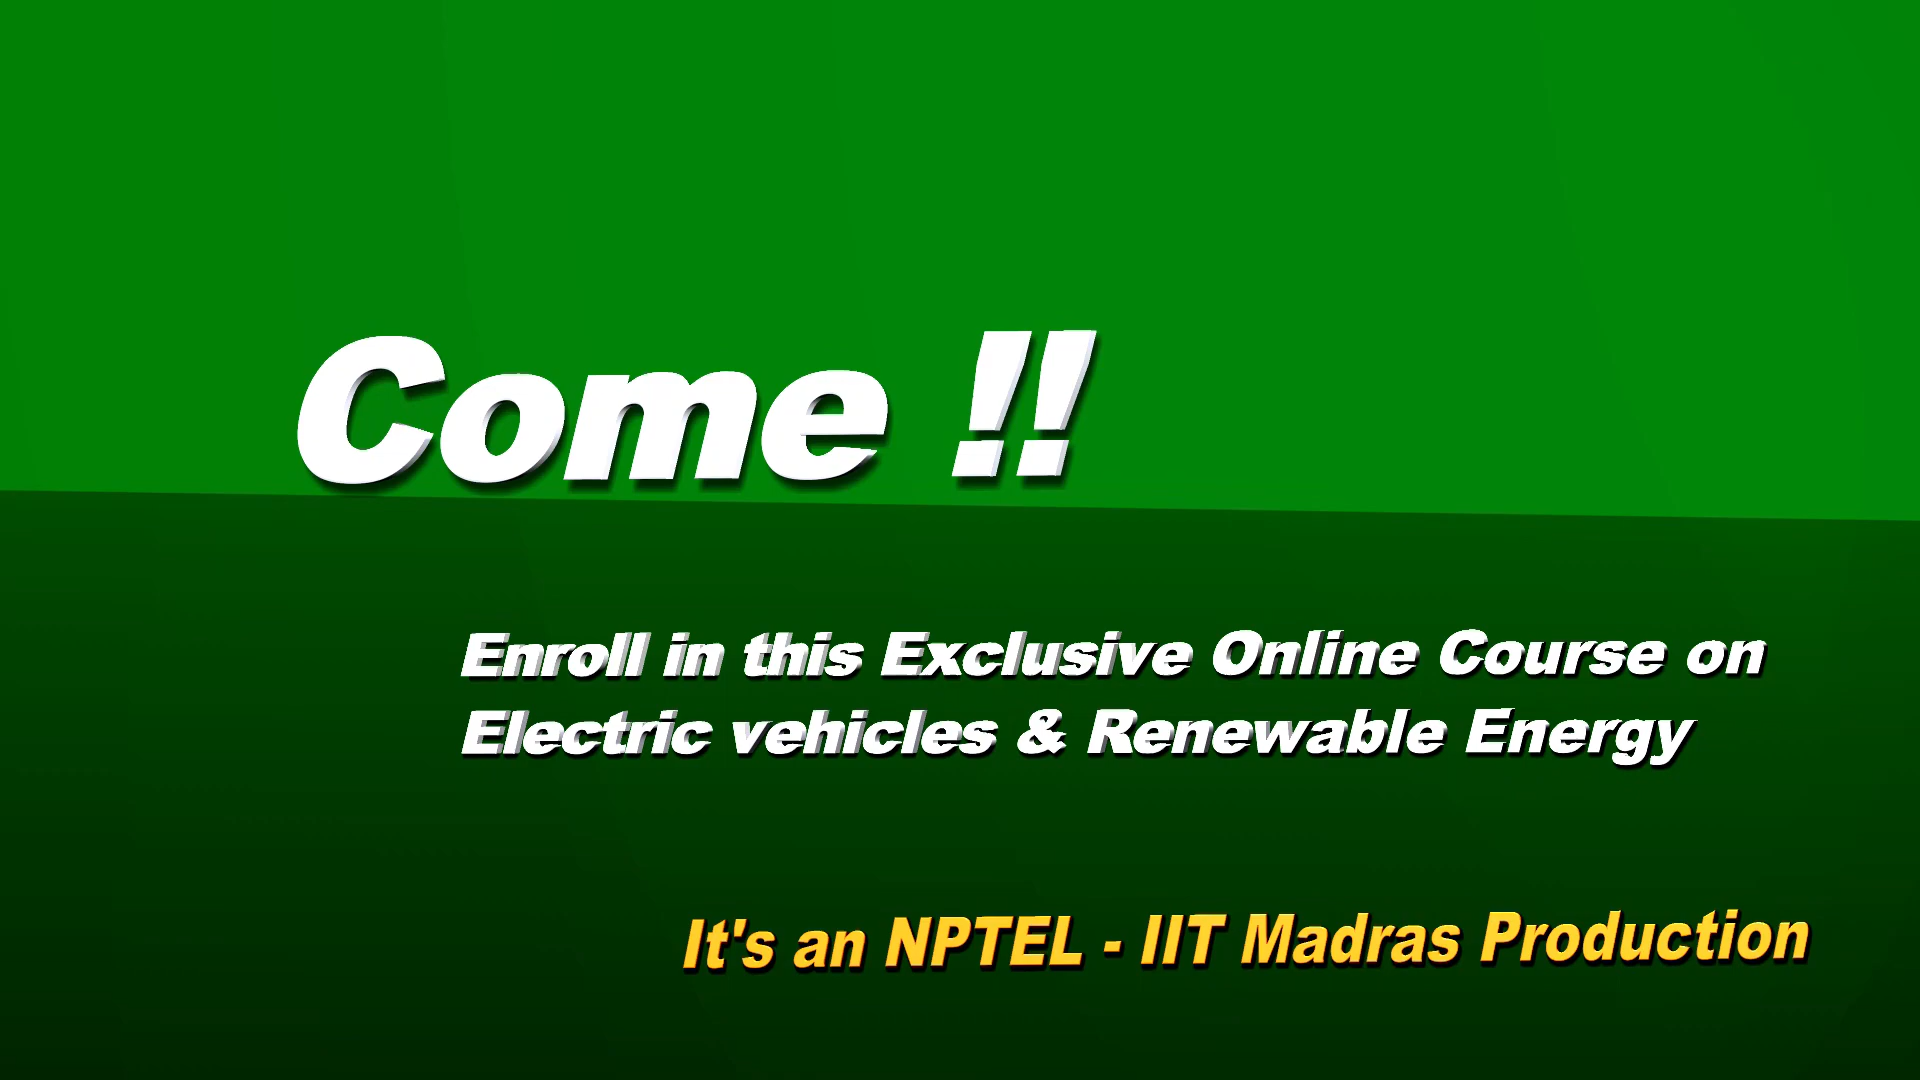 Come !!
Enroll in this Exclusive Online Course on
Electric vehicles & Renewable Energy
It's an NPTEL - IIT Madras Production